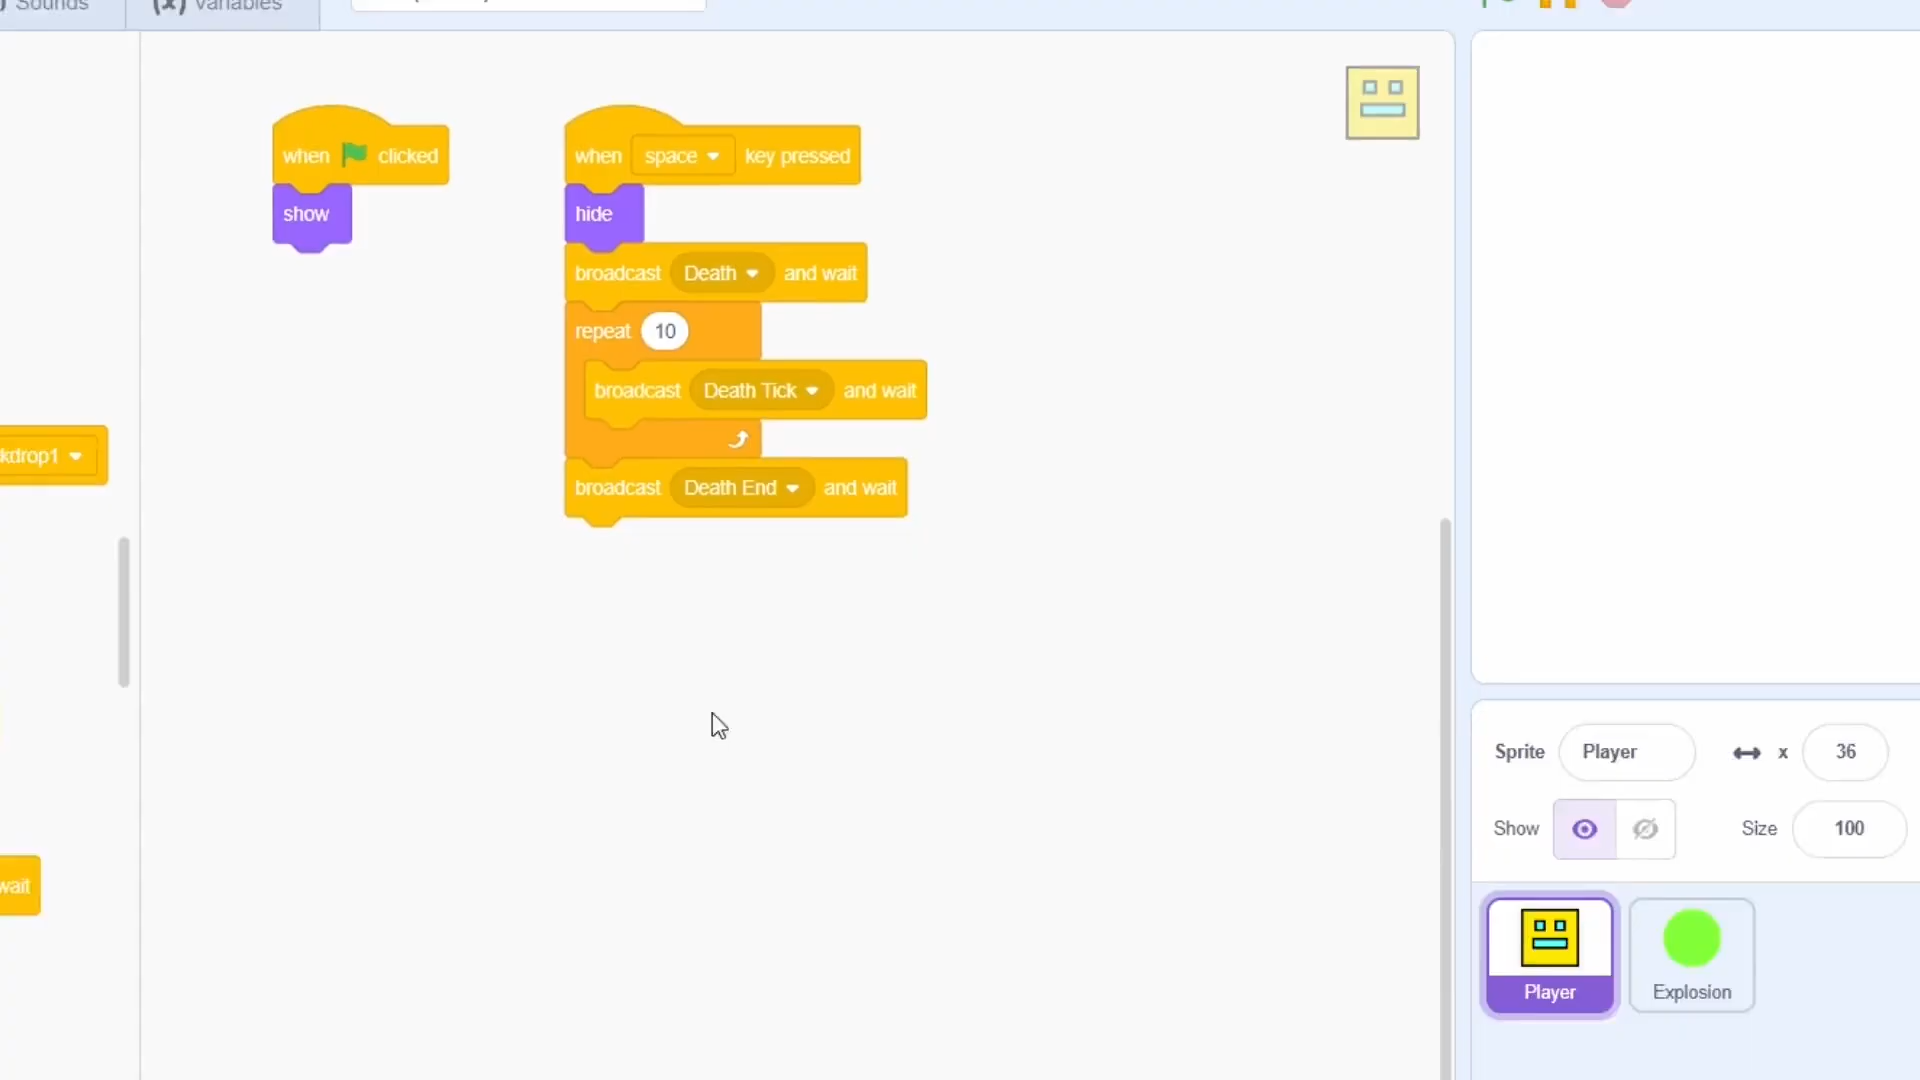 Sounds
Variables
when clicked
show
when space key pressed
hide
broadcast Death and wait
repeat 10
broadcast Death Tick and wait
broadcast Death End and wait
kdrop1
wait
Sprite Player x 36
Show Size 100
Player
Explosion